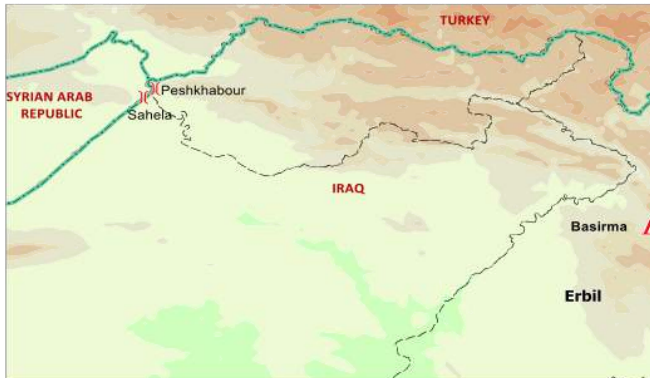 TURKEY
Peshkhabour
SYRIAN ARAB
REPUBLIC
Sahela
IRAQ
Basirma
Erbil